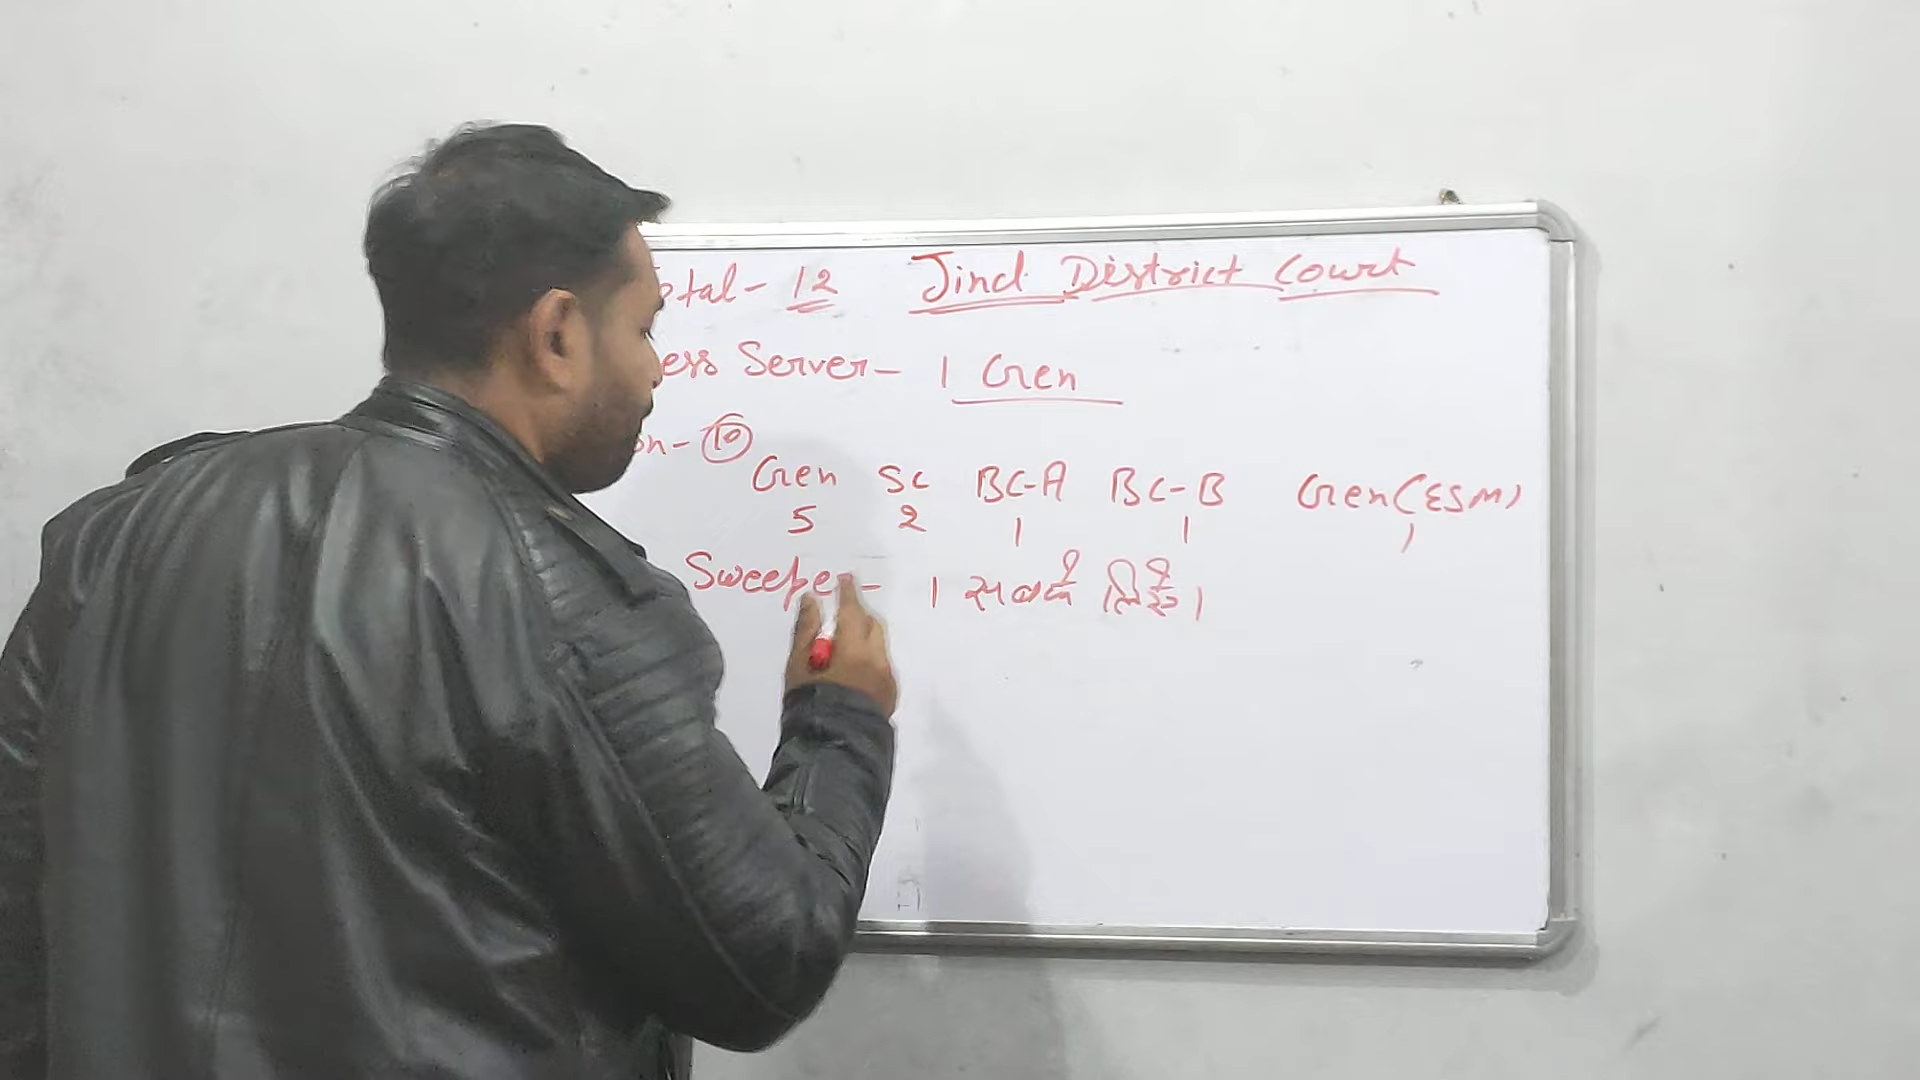 otal- 12 Jind District Court
ess Server- 1 Gen
on- 10
Gen SC BC-A BC-B Gen(ESM)
5 2 1 1 1
Sweeper- 1